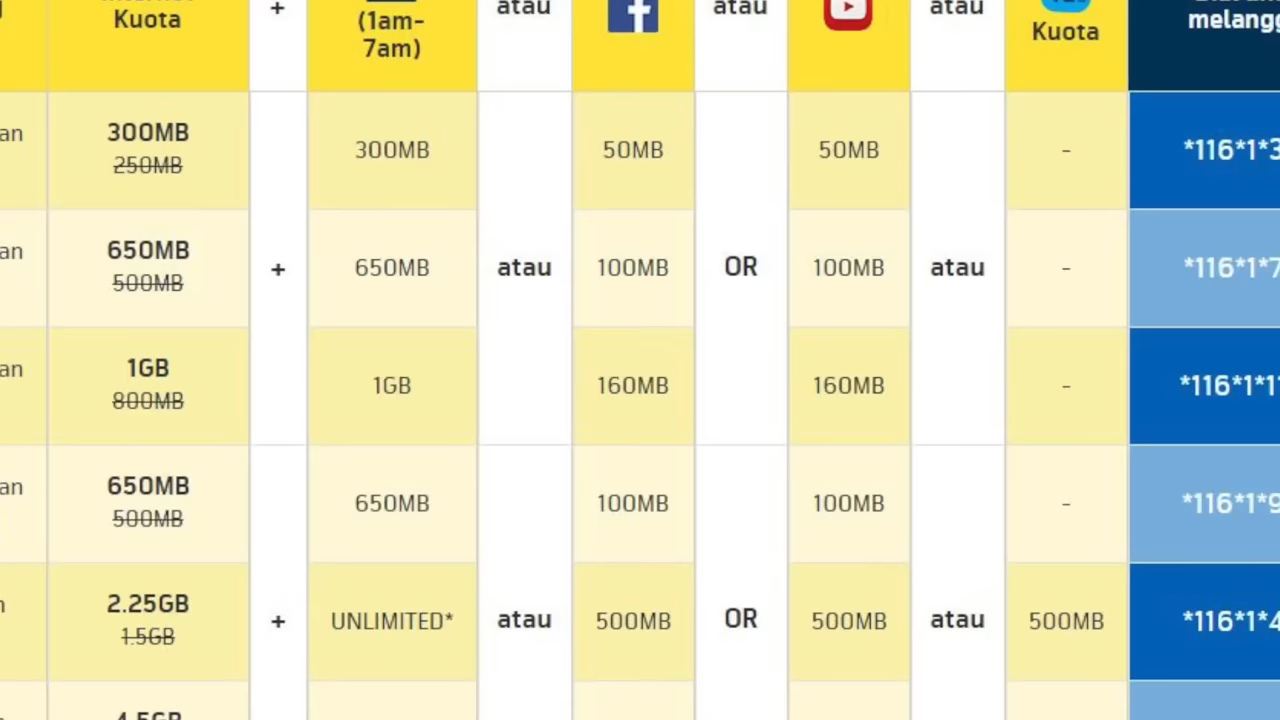 Kuota
+
(1am-
7am)
atau
atau
atau
Kuota
an
300MB
250MB
300MB
50MB
50MB
-
*116*1*3
an
650MB
500MB
+
650MB
atau
100MB
OR
100MB
atau
-
*116*1*7
an
1GB
800MB
1GB
160MB
160MB
-
*116*1*1
an
650MB
500MB
650MB
100MB
100MB
-
*116*1*9
2.25GB
1.5GB
+
UNLIMITED*
atau
500MB
OR
500MB
atau
500MB
*116*1*4
4.5GB